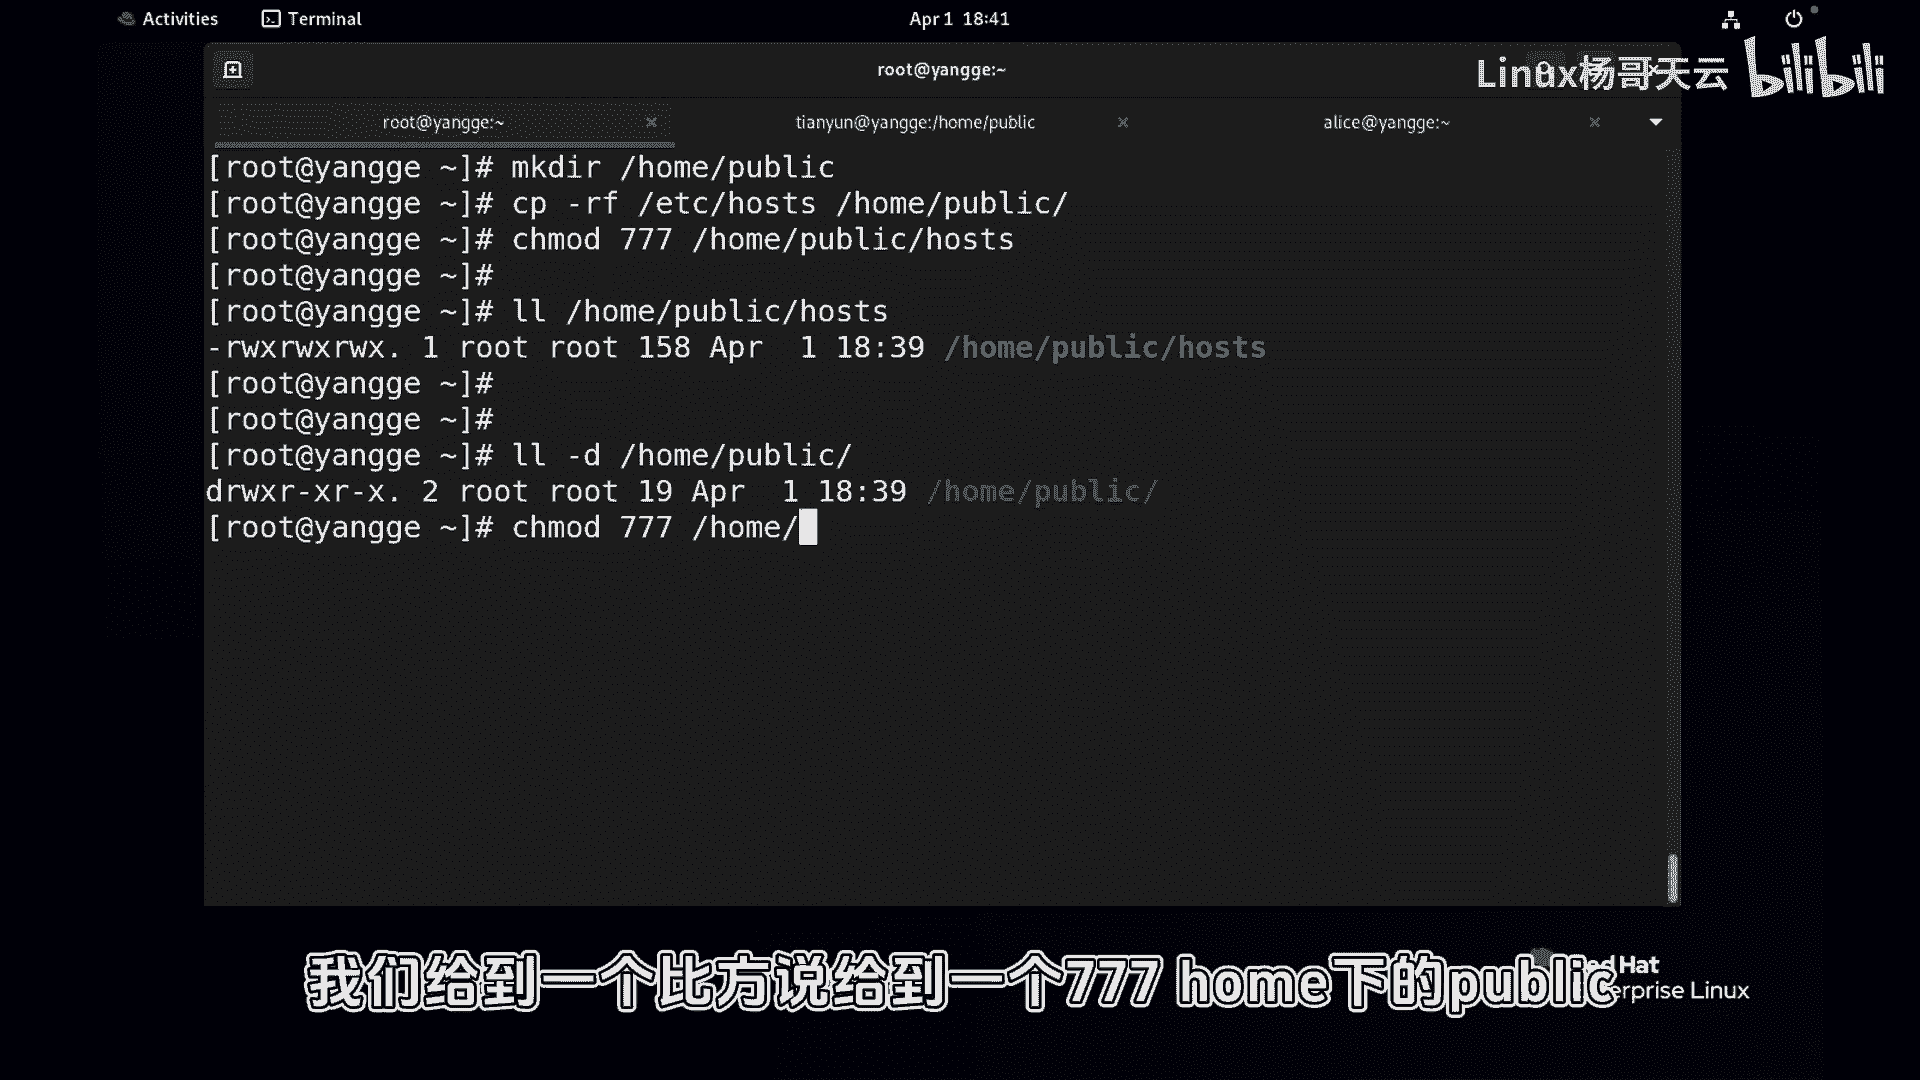 Activities Terminal Apr 1 18:41
root@yangge:~
Linux杨哥天云 bilibili
root@yangge:~ × tianyun@yangge:/home/public × alice@yangge:~ ×
[root@yangge ~]# mkdir /home/public
[root@yangge ~]# cp -rf /etc/hosts /home/public/
[root@yangge ~]# chmod 777 /home/public/hosts
[root@yangge ~]#
[root@yangge ~]# ll /home/public/hosts
-rwxrwxrwx. 1 root root 158 Apr  1 18:39 /home/public/hosts
[root@yangge ~]#
[root@yangge ~]#
[root@yangge ~]# ll -d /home/public/
drwxr-xr-x. 2 root root 19 Apr  1 18:39 /home/public/
[root@yangge ~]# chmod 777 /home/
我们给到一个比方说给到一个777 home下的public
Hat
Linux